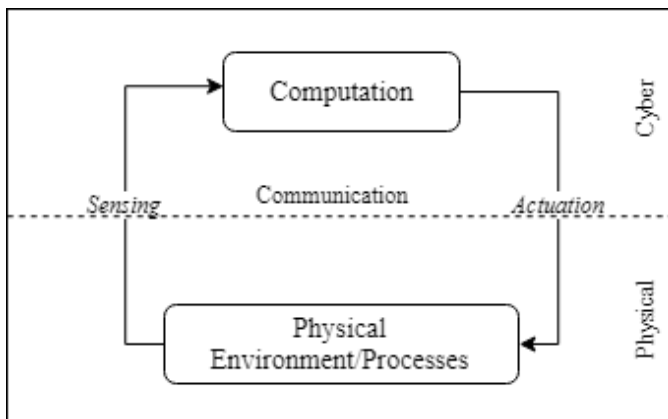 Computation
Cyber
Communication
Sensing
Actuation
Physical
Environment/Processes
Physical